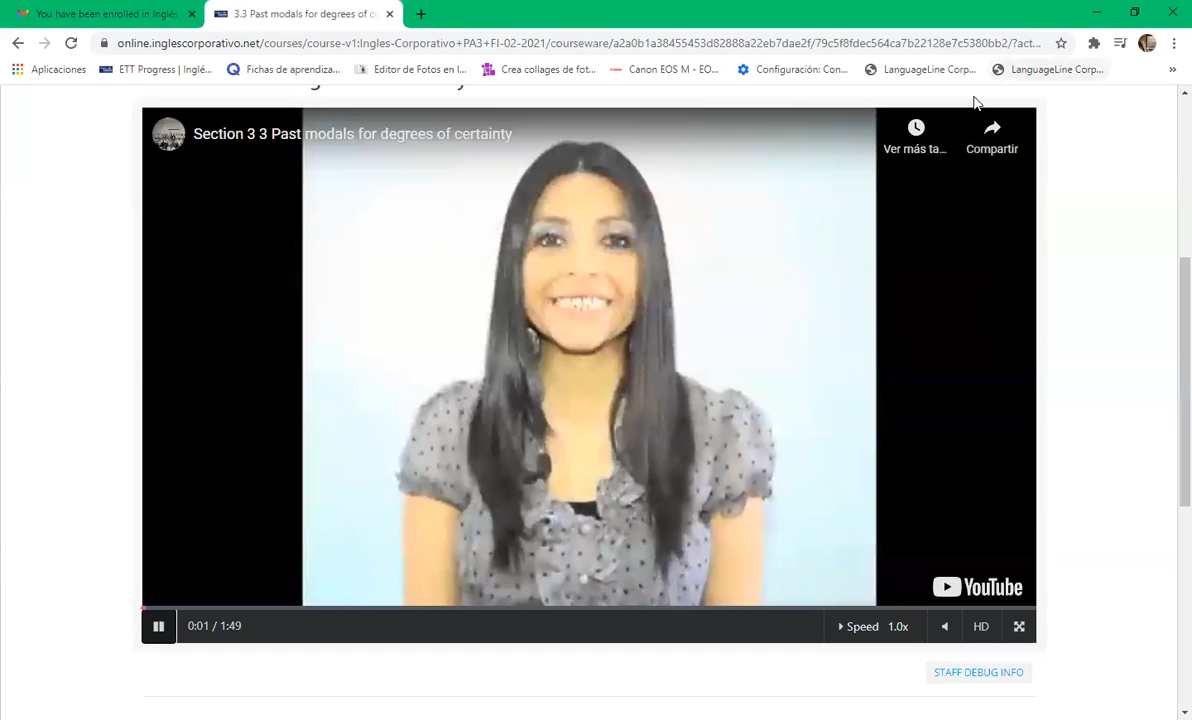 You have been enrolled in Inglés
3.3 Past modals for degrees of ce
online.inglescorporativo.net/courses/course-v1:Ingles-Corporativo+PA3+FI-02-2021/courseware/a2a0b1a38455453d82888a22eb7dae2f/79c5f8fdec564ca7b22128e7c5380bb2/?act...
Aplicaciones
ETT Progress | Inglé...
Fichas de aprendiza...
Editor de Fotos en l...
Crea collages de fot...
Canon EOS M - EO...
Configuración: Con...
LanguageLine Corp...
LanguageLine Corp...
»
Section 3 3 Past modals for degrees of certainty
Ver más ta...
Compartir
YouTube
0:01 / 1:49
Speed 1.0x
HD
STAFF DEBUG INFO